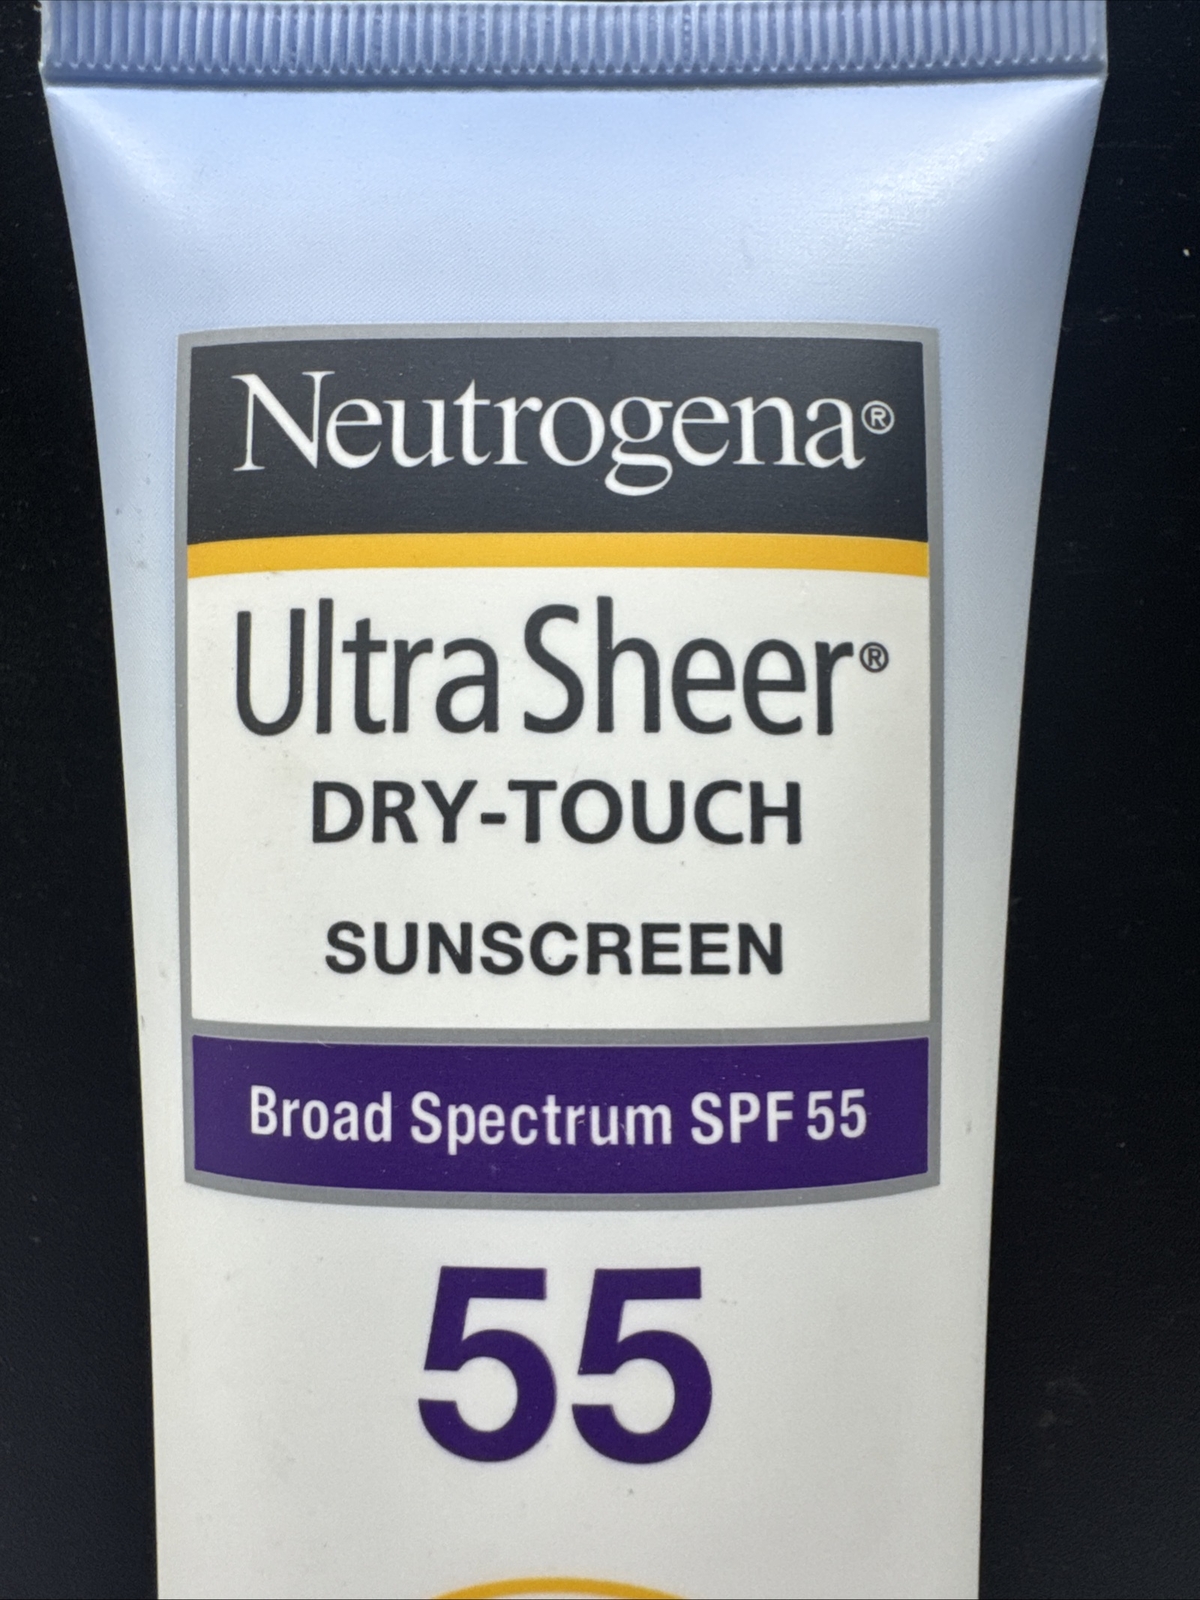 Neutrogena®
Ultra Sheer®
DRY-TOUCH
SUNSCREEN
Broad Spectrum SPF 55
55